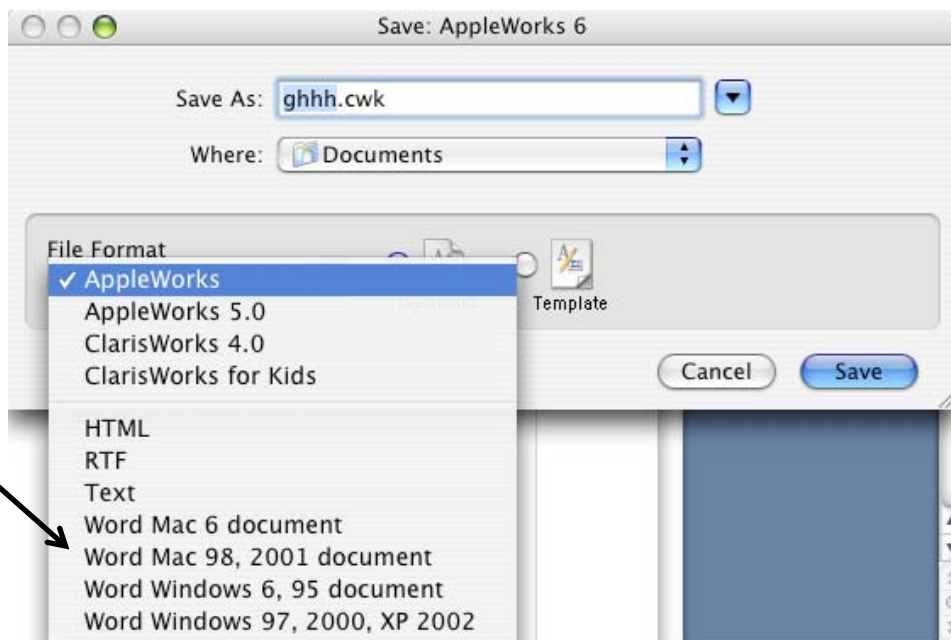 Save: AppleWorks 6
Save As: ghhh.cwk
Where: Documents
File Format
✓ AppleWorks
AppleWorks 5.0
ClarisWorks 4.0
ClarisWorks for Kids
Template
Cancel Save
HTML
RTF
Text
Word Mac 6 document
Word Mac 98, 2001 document
Word Windows 6, 95 document
Word Windows 97, 2000, XP 2002